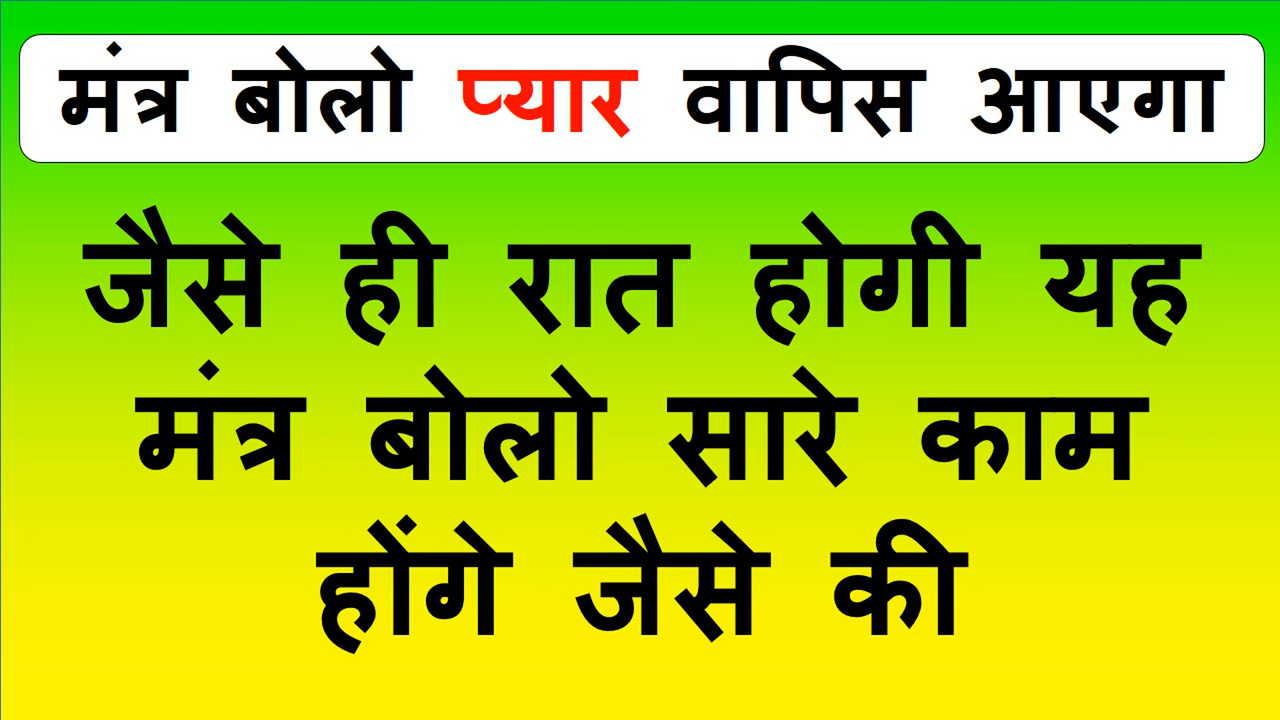 मंत्र बोलो प्यार वापिस आएगा
जैसे ही रात होगी यह
मंत्र बोलो सारे काम
होंगे जैसे की